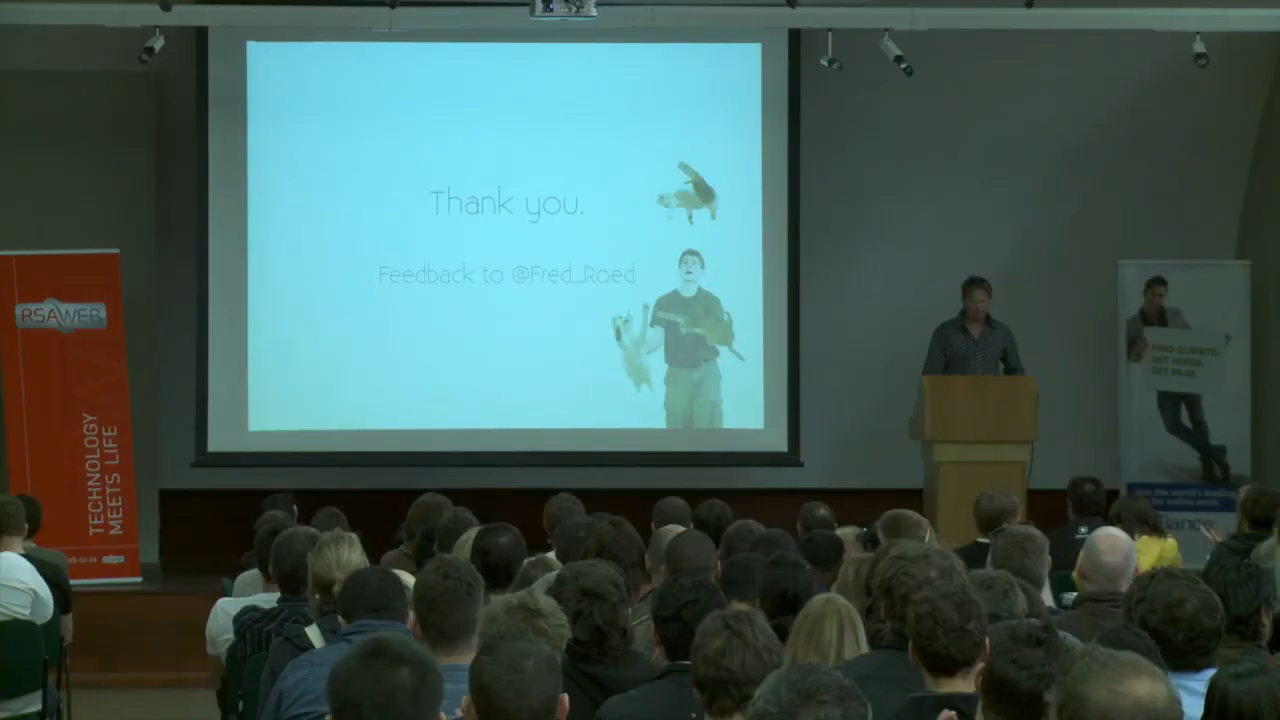 Thank you.
Feedback to @Fred_Roed
RSAWEB
TECHNOLOGY
MEETS LIFE
FIND CLIENTS.
GET HIRED.
GET PAID.